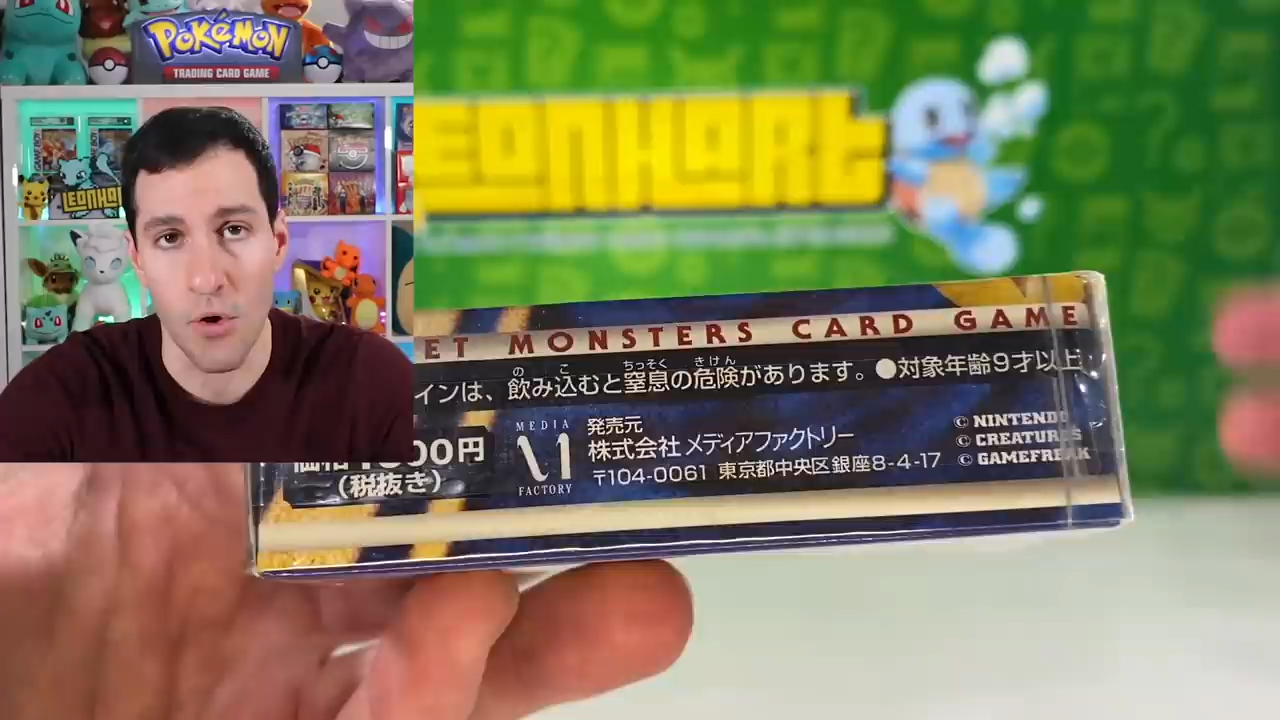 POKéMON
TRADING CARD GAME
LEONHAR
EONHART
ET MONSTERS CARD GAME
の こ ちっそく きけん
インは、飲み込むと窒息の危険があります。●対象年齢9才以上
00円
(税抜き)
MEDIA
FACTORY
発売元
株式会社 メディアファクトリー
〒104-0061 東京都中央区銀座8-4-17
© NINTENDO
© CREATURES
© GAMEFREAK